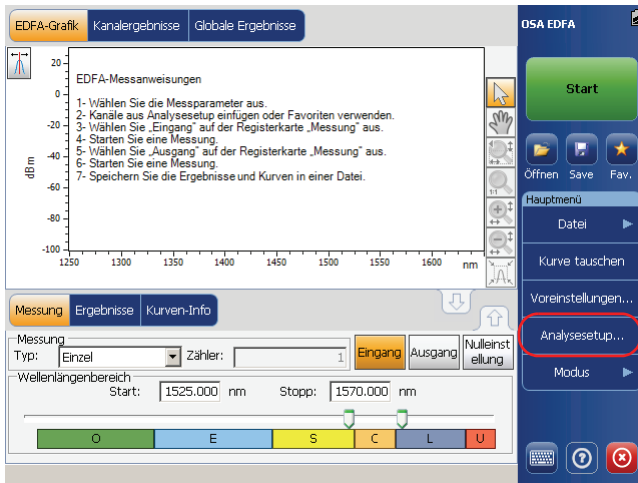 EDFA-Grafik Kanalergebnisse Globale Ergebnisse
20
0
-20
-40
-60
-80
-100
dBm
EDFA-Messanweisungen
1- Wählen Sie die Messparameter aus.
2- Kanäle aus Analysesetup einfügen oder Favoriten verwenden.
3- Wählen Sie „Eingang" auf der Registerkarte „Messung" aus.
4- Starten Sie eine Messung.
5- Wählen Sie „Ausgang" auf der Registerkarte „Messung" aus.
6- Starten Sie eine Messung.
7- Speichern Sie die Ergebnisse und Kurven in einer Datei.
1250 1300 1350 1400 1450 1500 1550 1600 nm
1:1
Messung Ergebnisse Kurven-Info
Messung
Typ: Einzel Zähler: 1 Eingang Ausgang Nulleinst
ellung
Wellenlängenbereich
Start: 1525.000 nm Stopp: 1570.000 nm
O E S C L U
OSA EDFA
Start
Öffnen Save Fav.
Hauptmenü
Datei
Kurve tauschen
Voreinstellungen...
Analysesetup...
Modus